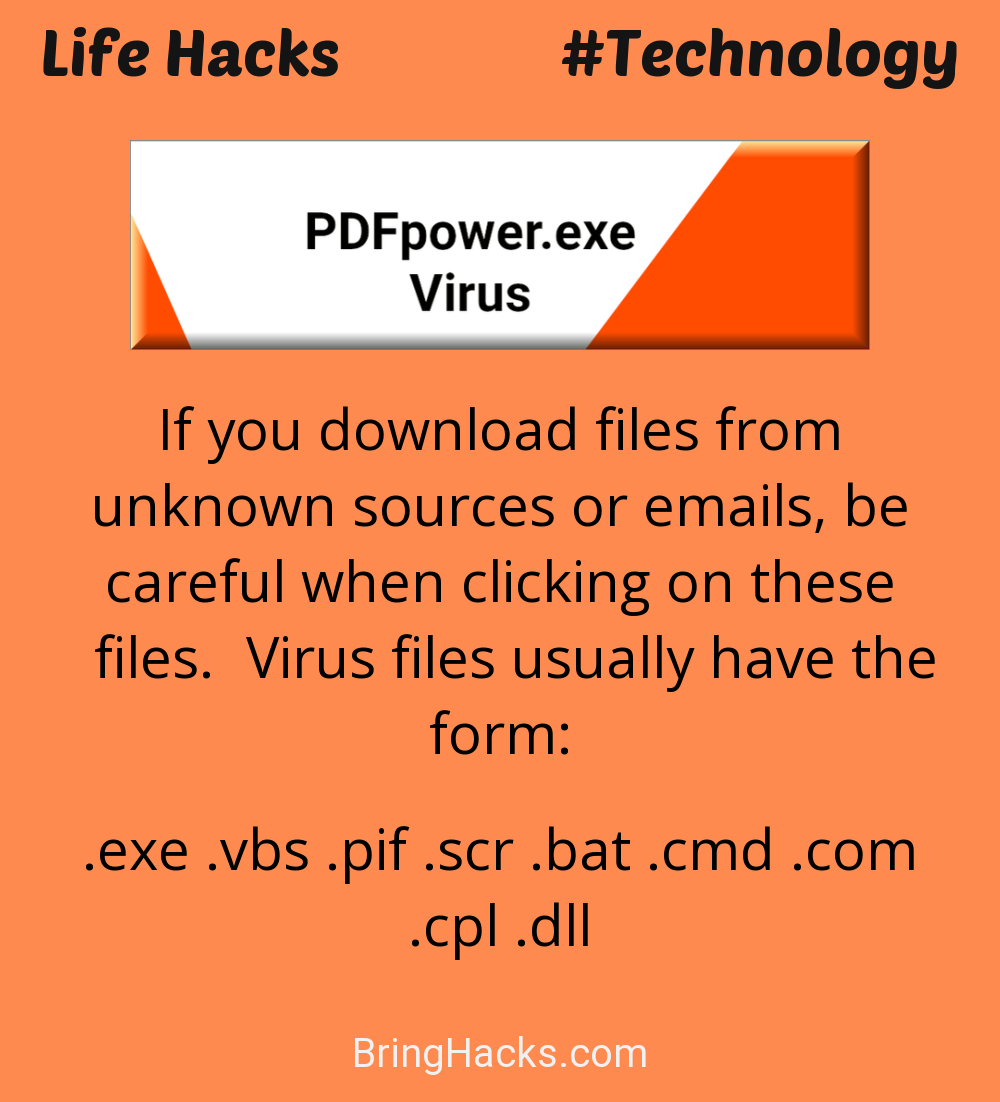 Life Hacks #Technology
PDFpower.exe
Virus
If you download files from
unknown sources or emails, be
careful when clicking on these
files.  Virus files usually have the
form:
.exe .vbs .pif .scr .bat .cmd .com
.cpl .dll
BringHacks.com